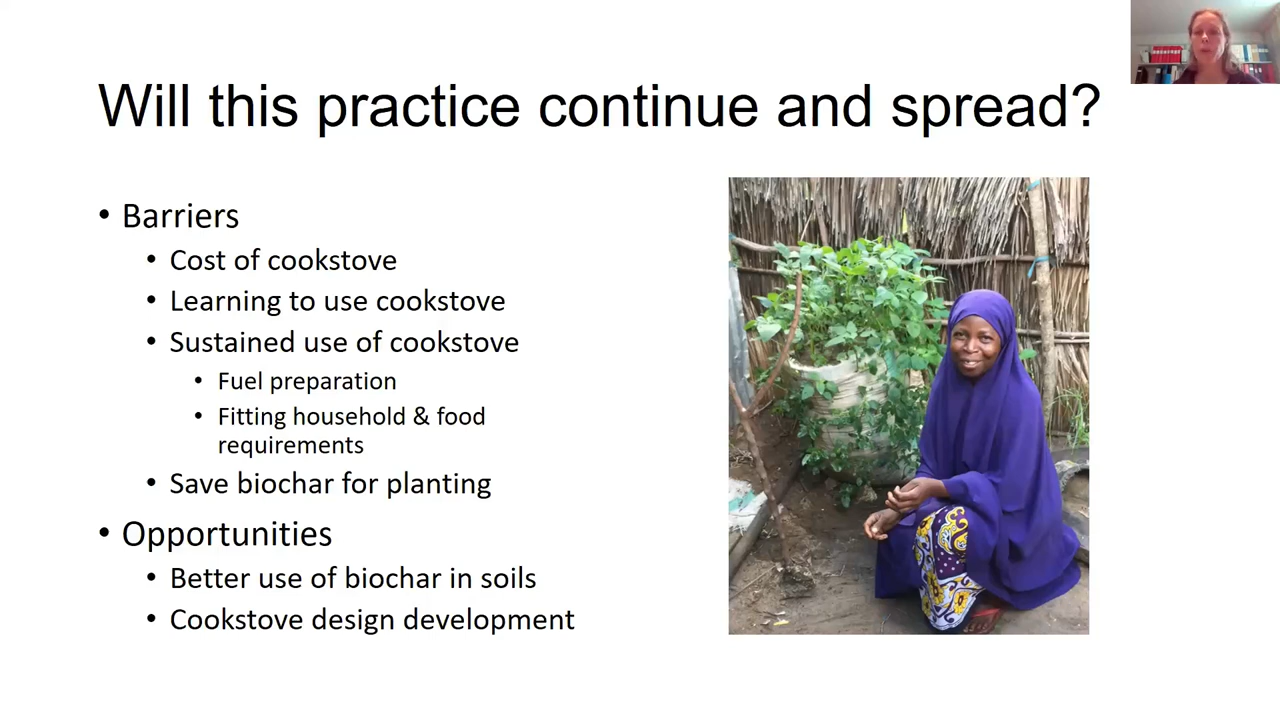 Will this practice continue and spread?
• Barriers
• Cost of cookstove
• Learning to use cookstove
• Sustained use of cookstove
• Fuel preparation
• Fitting household & food
requirements
• Save biochar for planting
• Opportunities
• Better use of biochar in soils
• Cookstove design development